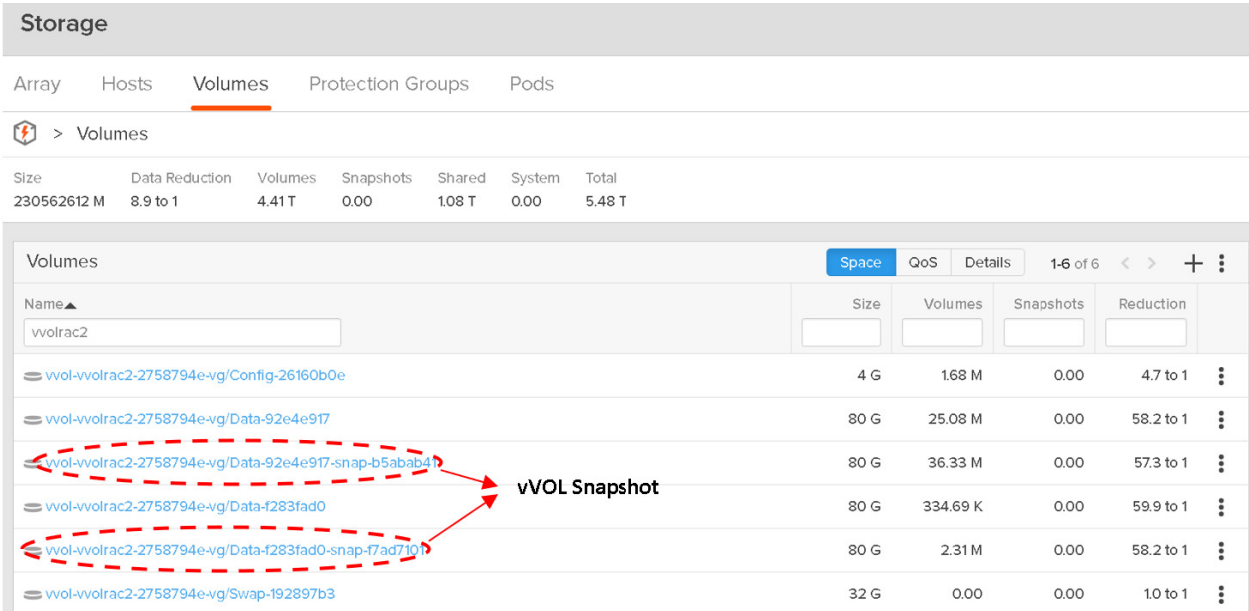 Storage
Array Hosts Volumes Protection Groups Pods
> Volumes
Size Data Reduction Volumes Snapshots Shared System Total
230562612 M 8.9 to 1 4.41 T 0.00 1.08 T 0.00 5.48 T
Volumes Space QoS Details 1-6 of 6 < > +
Name Size Volumes Snapshots Reduction
vvolrac2
vvol-vvolrac2-2758794e-vg/Config-26160b0e 4 G 1.68 M 0.00 4.7 to 1
vvol-vvolrac2-2758794e-vg/Data-92e4e917 80 G 25.08 M 0.00 58.2 to 1
vvol-vvolrac2-2758794e-vg/Data-92e4e917-snap-b5abab41 80 G 36.33 M 0.00 57.3 to 1
vVOL Snapshot
vvol-vvolrac2-2758794e-vg/Data-f283fad0 80 G 334.69 K 0.00 59.9 to 1
vvol-vvolrac2-2758794e-vg/Data-f283fad0-snap-f7ad7101 80 G 2.31 M 0.00 58.2 to 1
vvol-vvolrac2-2758794e-vg/Swap-192897b3 32 G 0.00 0.00 1.0 to 1